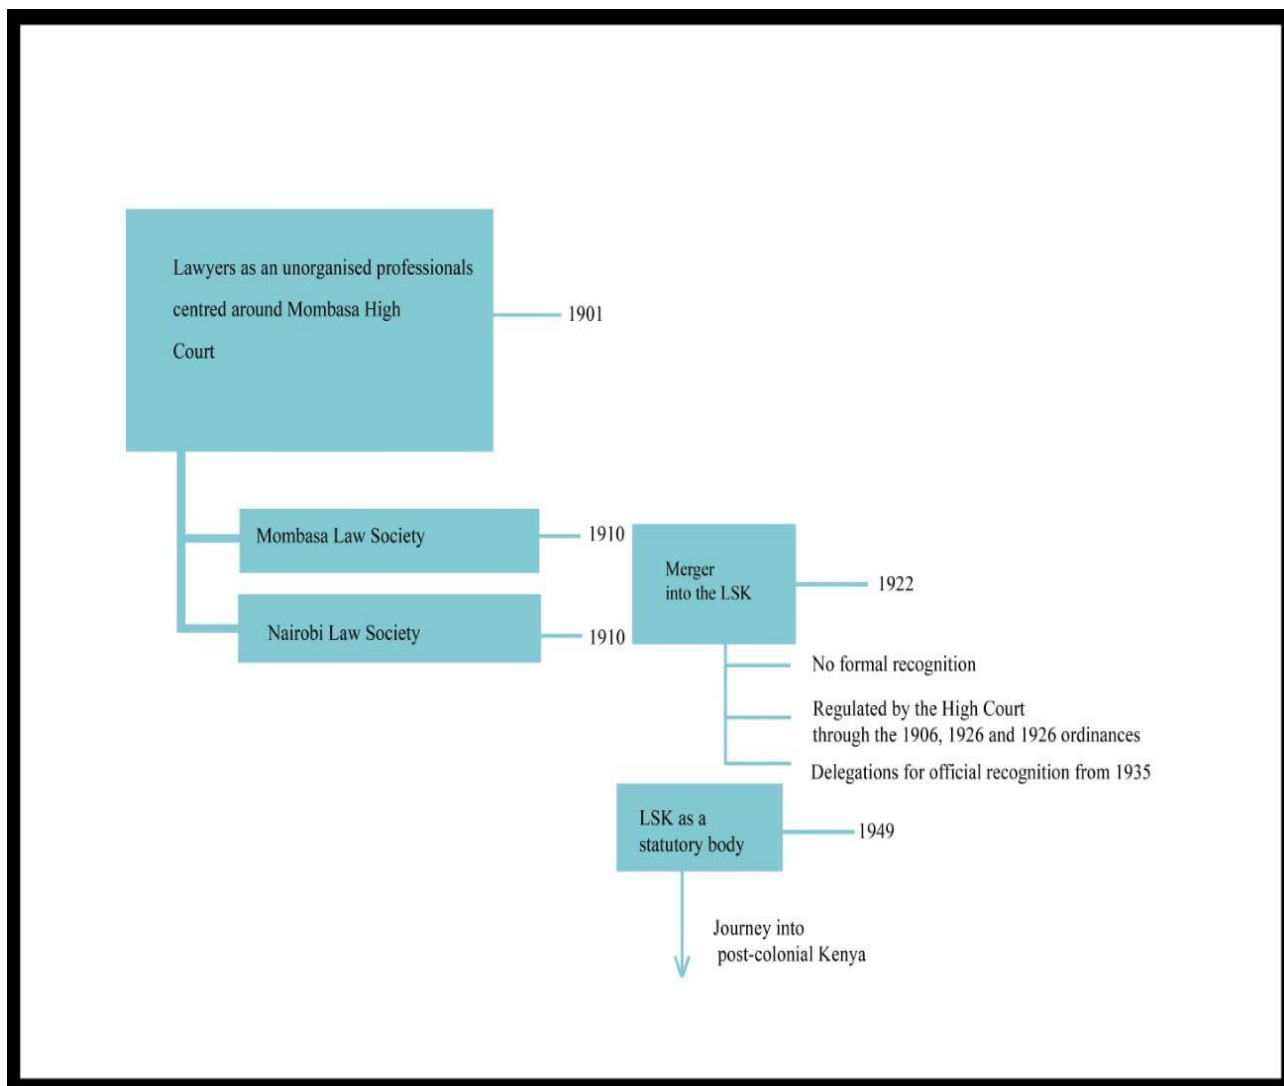 Lawyers as an unorganised professionals
centred around Mombasa High
Court
1901
Mombasa Law Society
1910
Nairobi Law Society
1910
Merger
into the LSK
1922
No formal recognition
Regulated by the High Court
through the 1906, 1926 and 1926 ordinances
Delegations for official recognition from 1935
LSK as a
statutory body
1949
Journey into
post-colonial Kenya